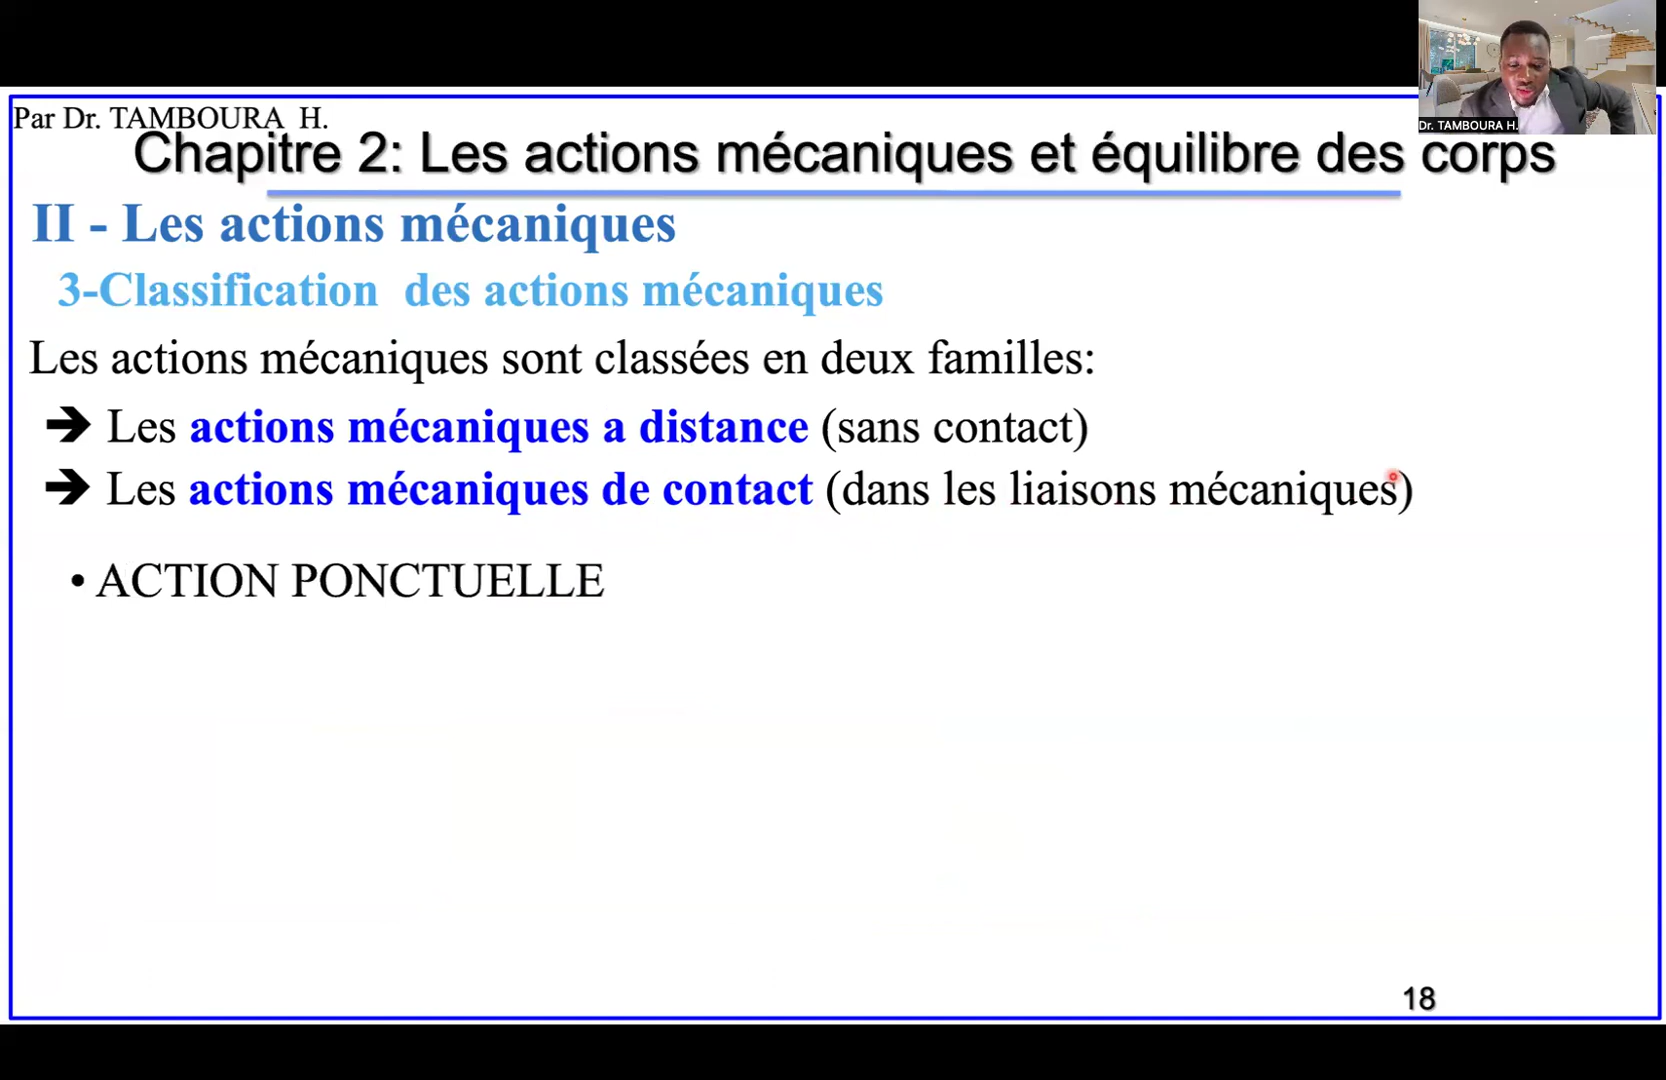 Par Dr. TAMBOURA H.
Dr. TAMBOURA H.
Chapitre 2: Les actions mécaniques et équilibre des corps
II - Les actions mécaniques
3-Classification des actions mécaniques
Les actions mécaniques sont classées en deux familles:
➔ Les actions mécaniques a distance (sans contact)
➔ Les actions mécaniques de contact (dans les liaisons mécaniques)
• ACTION PONCTUELLE
18